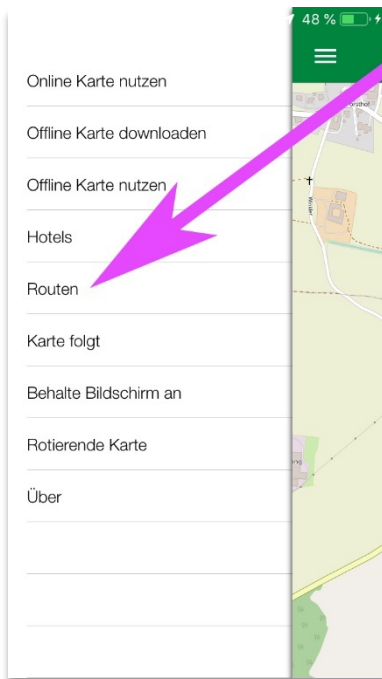 48 %
Online Karte nutzen
Offline Karte downloaden
Offline Karte nutzen
Hotels
Routen
Karte folgt
Behalte Bildschirm an
Rotierende Karte
Über